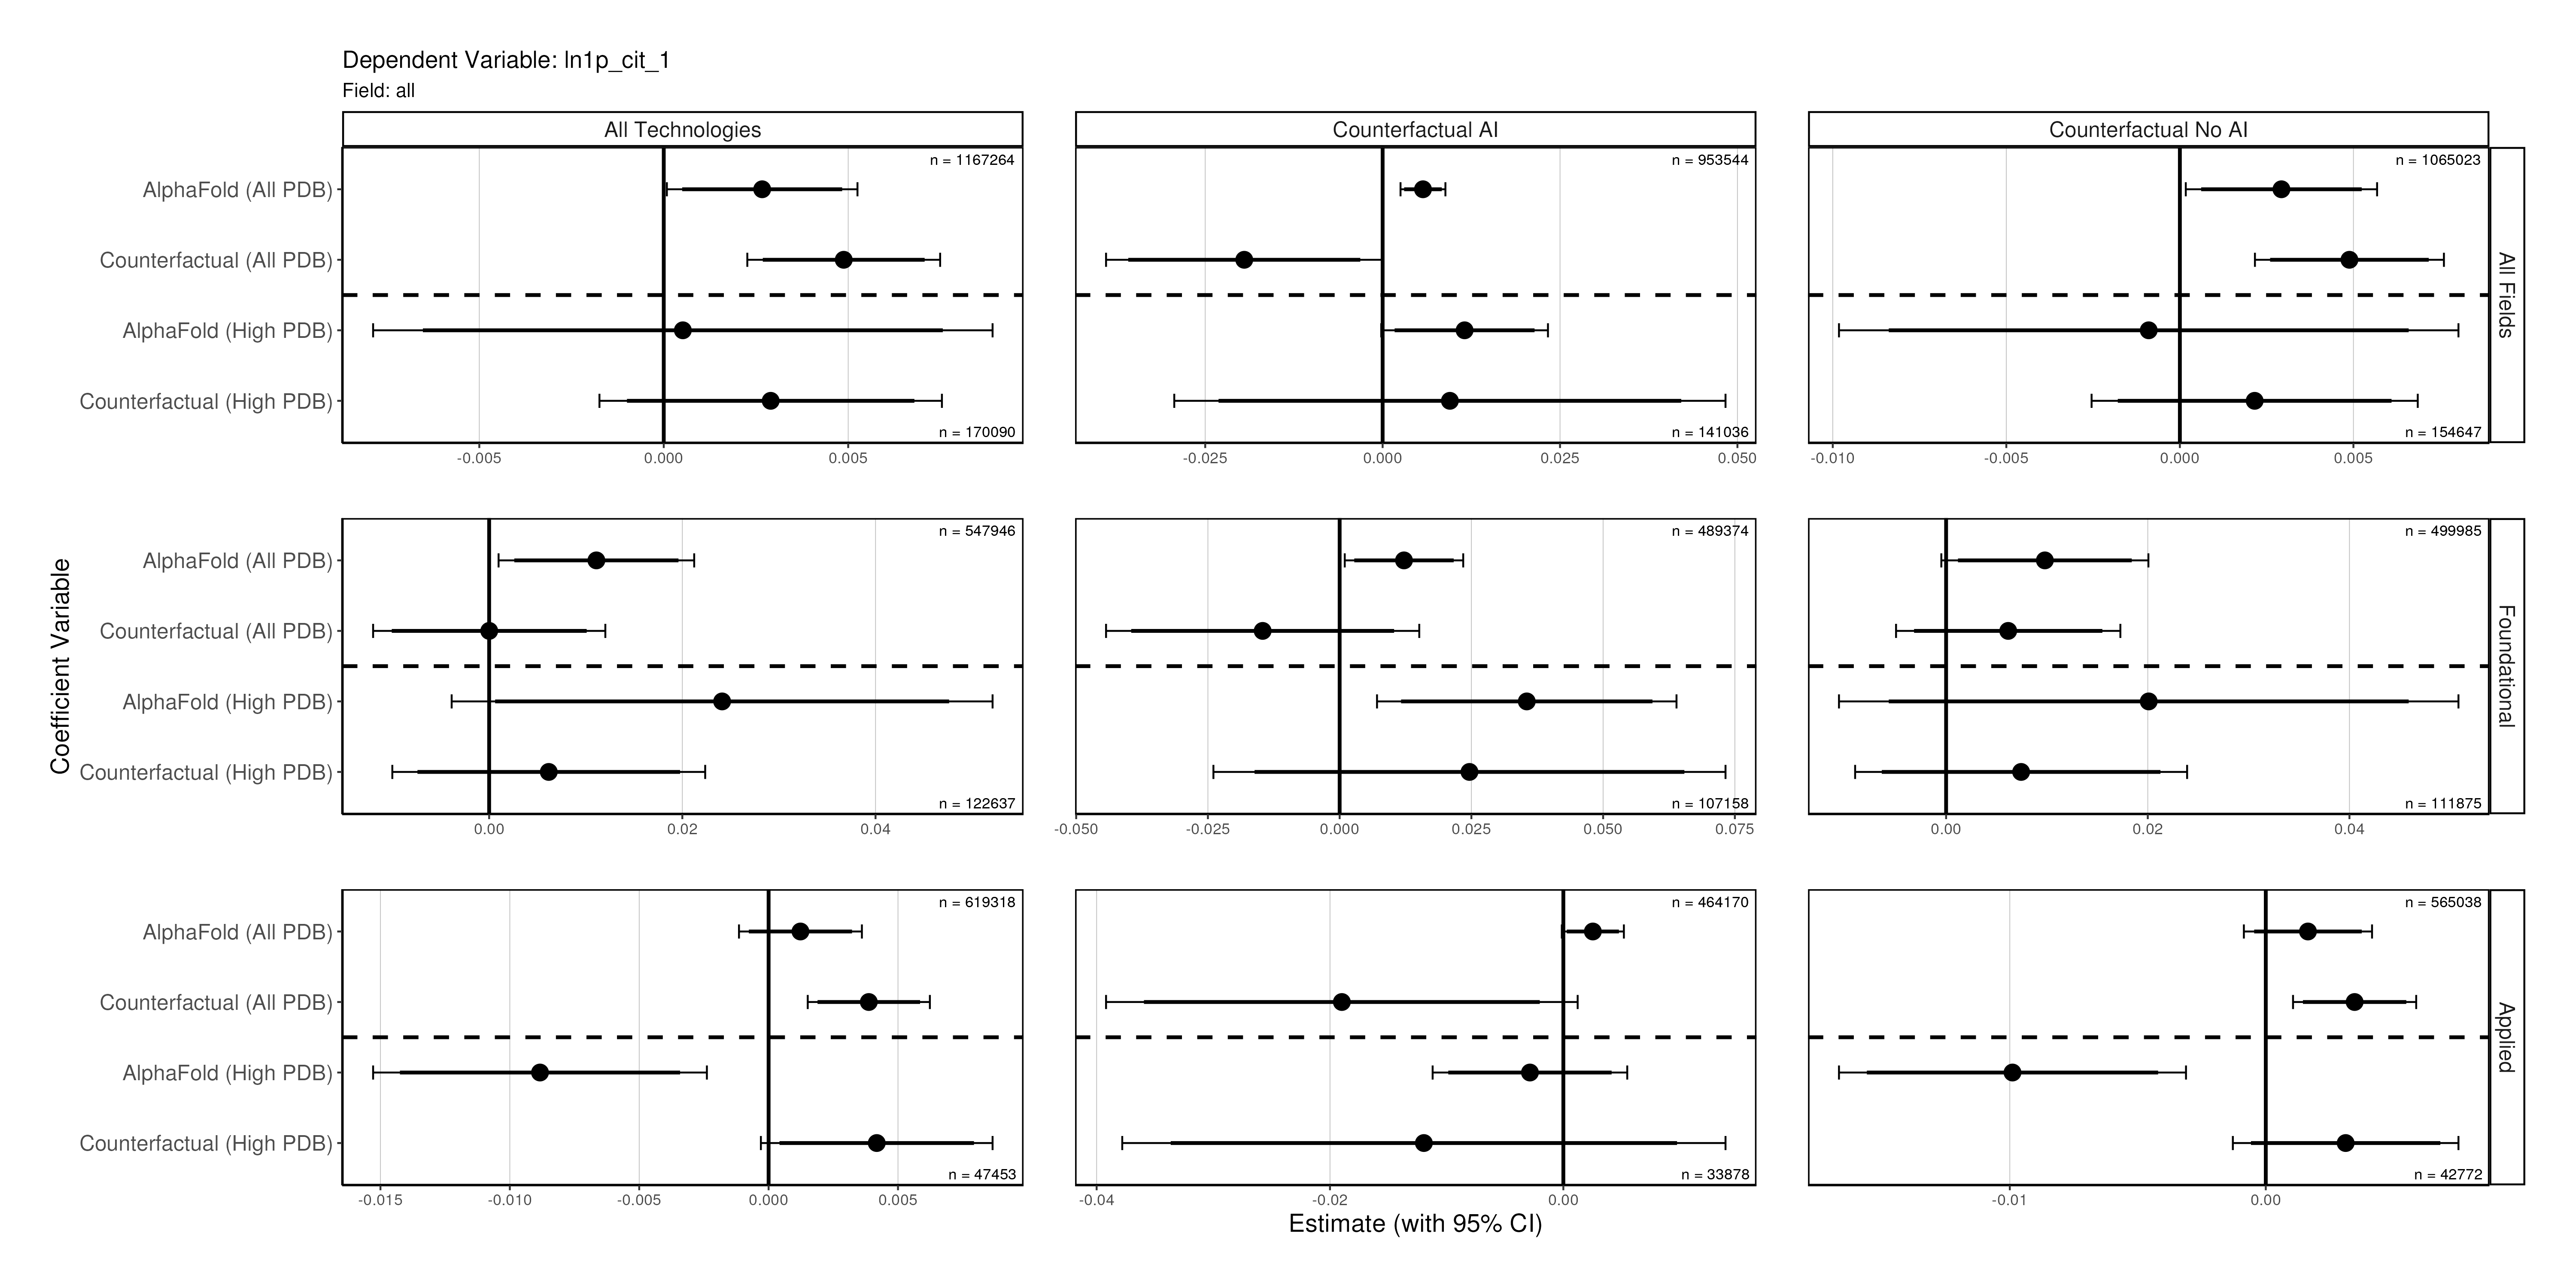 Dependent Variable: ln1p_cit_1
Field: all
All Technologies
Counterfactual AI
Counterfactual No AI
AlphaFold (All PDB)
Counterfactual (All PDB)
AlphaFold (High PDB)
Counterfactual (High PDB)
n = 1167264
n = 170090
-0.005 0.000 0.005
n = 953544
n = 141036
-0.025 0.000 0.025 0.050
n = 1065023
n = 154647
-0.010 -0.005 0.000 0.005
All Fields
Coefficient Variable
AlphaFold (All PDB)
Counterfactual (All PDB)
AlphaFold (High PDB)
Counterfactual (High PDB)
n = 547946
n = 122637
0.00 0.02 0.04
n = 489374
n = 107158
-0.050 -0.025 0.000 0.025 0.050 0.075
n = 499985
n = 111875
0.00 0.02 0.04
Foundational
AlphaFold (All PDB)
Counterfactual (All PDB)
AlphaFold (High PDB)
Counterfactual (High PDB)
n = 619318
n = 47453
-0.015 -0.010 -0.005 0.000 0.005
n = 464170
n = 33878
-0.04 -0.02 0.00
n = 565038
n = 42772
-0.01 0.00
Applied
Estimate (with 95% CI)